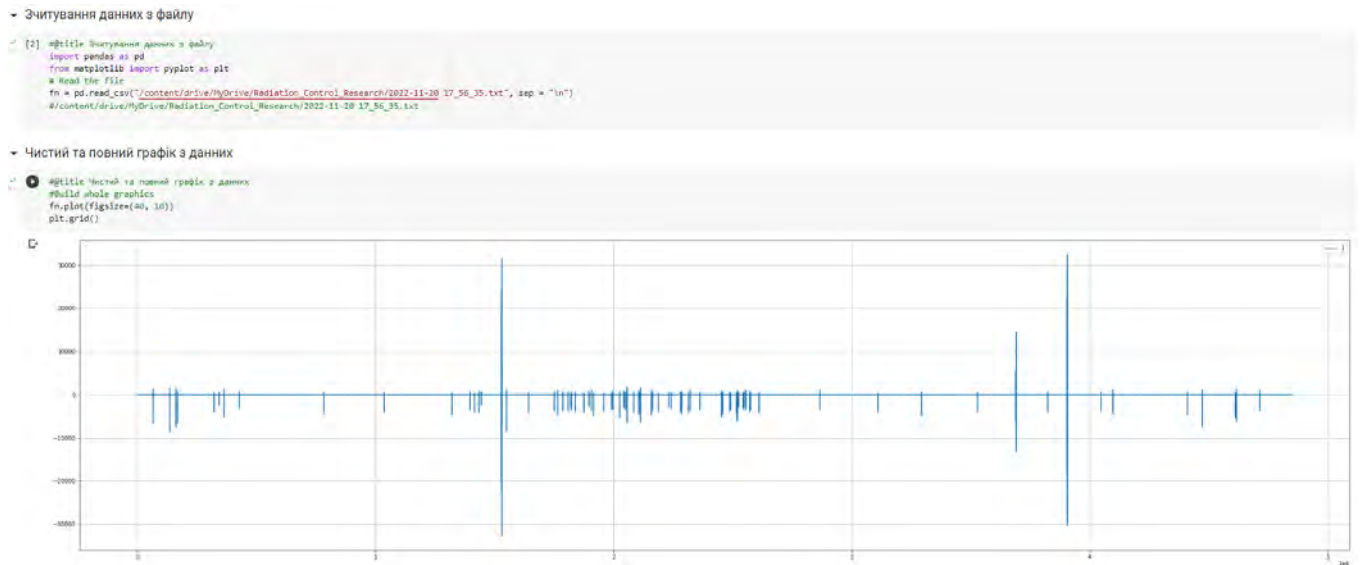 Зчитування данних з файлу
[2] #@title Зчитування данних з файлу
import pandas as pd
from matplotlib import pyplot as plt
# Read the file
fn = pd.read_csv("/content/drive/MyDrive/Radiation_Control_Research/2022-11-20 17_56_35.txt", sep = "\n")
#/content/drive/MyDrive/Radiation_Control_Research/2022-11-20 17_56_35.txt
Чистий та повний графік з данних
#@title Чистий та повний графік з данних
#Build whole graphics
fn.plot(figsize=(40, 10))
plt.grid()
30000
20000
10000
0
-10000
-20000
-30000
0 1 2 3 4 5
1e6